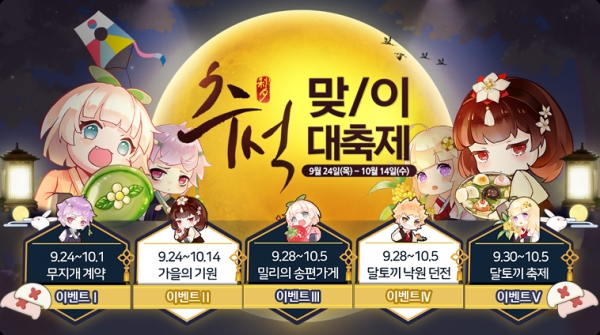 추석
秋夕
맞/이
대축제
9월 24일(목) ~ 10월 14일(수)
9.24~10.1
무지개 계약
이벤트 I
9.24~10.14
가을의 기원
이벤트 II
9.28~10.5
밀리의 송편가게
이벤트 III
9.28~10.5
달토끼 낙원 던전
이벤트 IV
9.30~10.5
달토끼 축제
이벤트 V